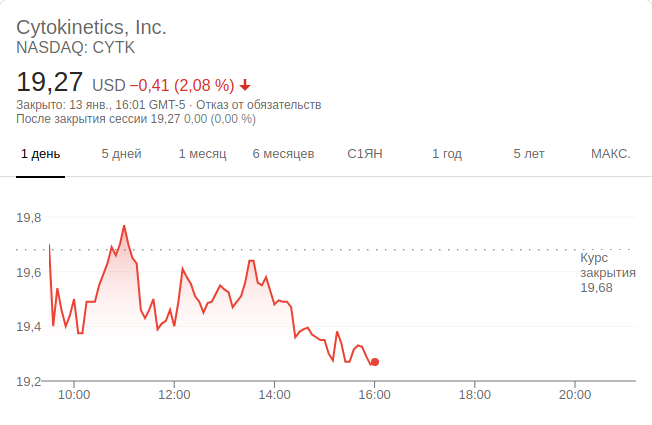 Cytokinetics, Inc.
NASDAQ: CYTK
19,27 USD −0,41 (2,08 %)
Закрыто: 13 янв., 16:01 GMT-5 · Отказ от обязательств
После закрытия сессии 19,27 0,00 (0,00 %)
1 день 5 дней 1 месяц 6 месяцев С1ЯН 1 год 5 лет МАКС.
19,8
Курс
закрытия
19,68
19,6
19,4
19,2
10:00 12:00 14:00 16:00 18:00 20:00